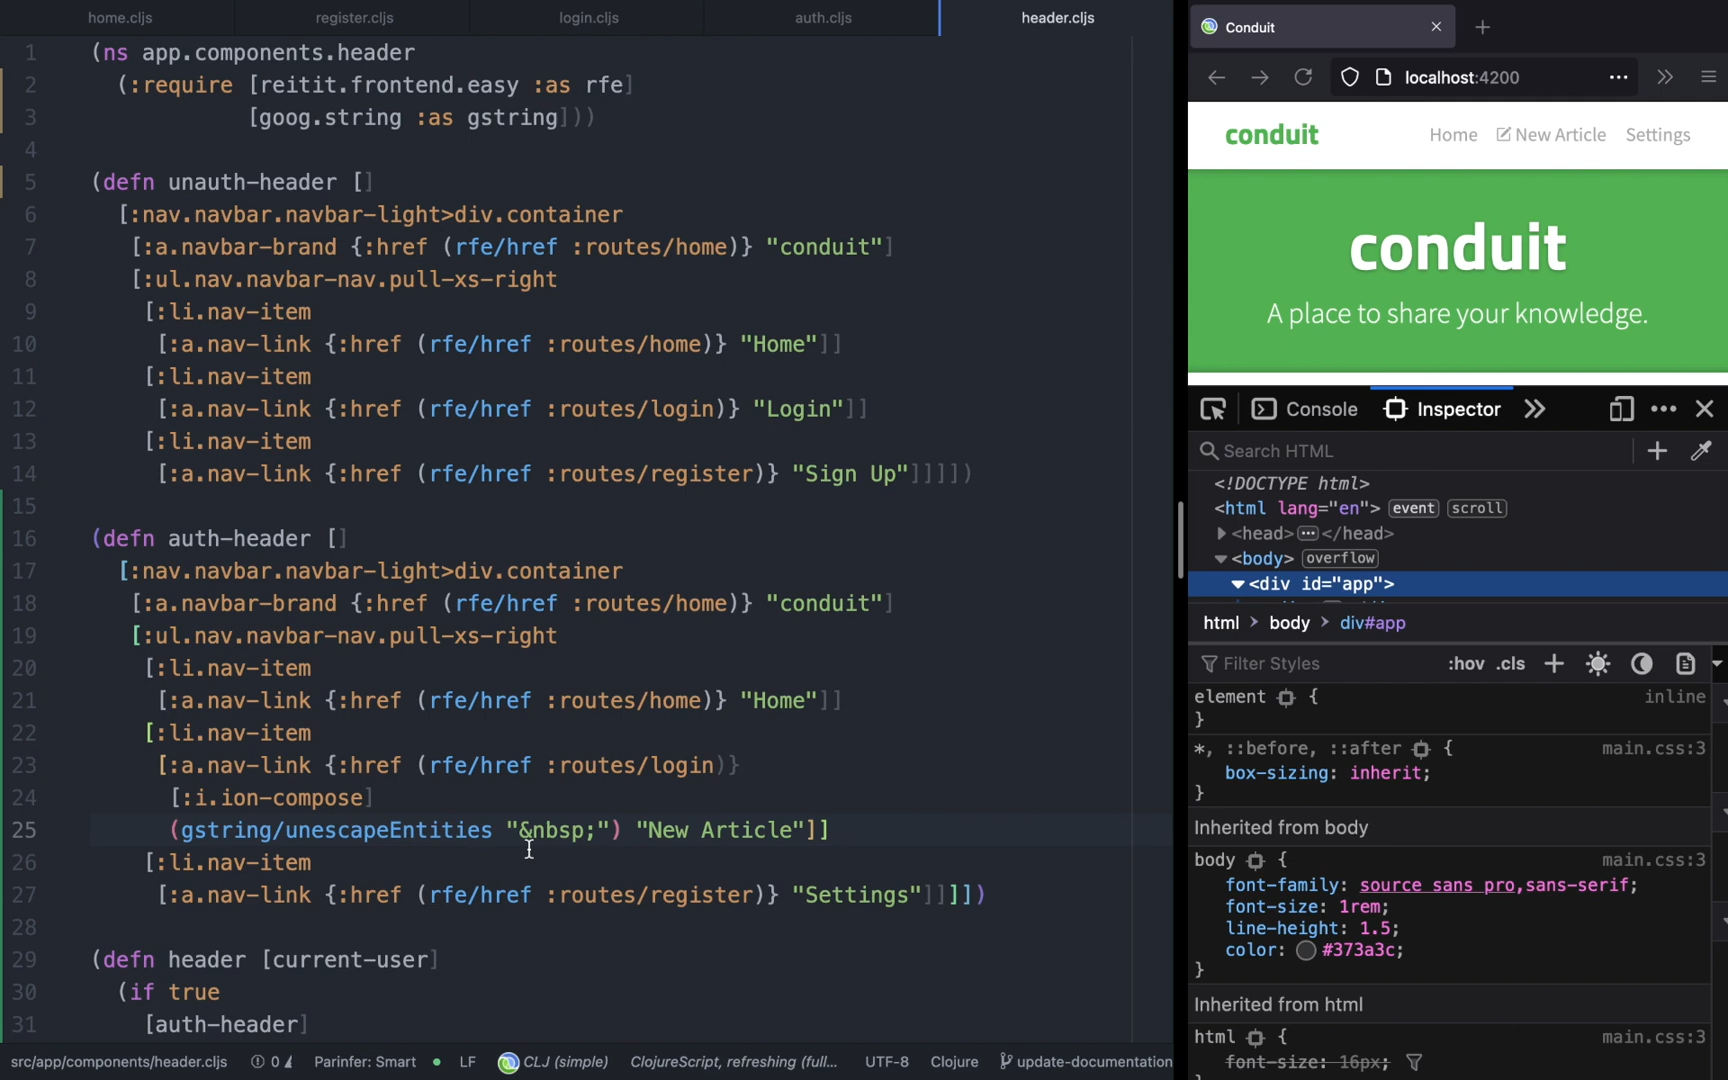 home.cljs
register.cljs
login.cljs
auth.cljs
header.cljs
1 (ns app.components.header
2 (:require [reitit.frontend.easy :as rfe]
3 [goog.string :as gstring]))
4
5 (defn unauth-header []
6 [:nav.navbar.navbar-light>div.container
7 [:a.navbar-brand {:href (rfe/href :routes/home)} "conduit"]
8 [:ul.nav.navbar-nav.pull-xs-right
9 [:li.nav-item
10 [:a.nav-link {:href (rfe/href :routes/home)} "Home"]]
11 [:li.nav-item
12 [:a.nav-link {:href (rfe/href :routes/login)} "Login"]]
13 [:li.nav-item
14 [:a.nav-link {:href (rfe/href :routes/register)} "Sign Up"]]]])
15
16 (defn auth-header []
17 [:nav.navbar.navbar-light>div.container
18 [:a.navbar-brand {:href (rfe/href :routes/home)} "conduit"]
19 [:ul.nav.navbar-nav.pull-xs-right
20 [:li.nav-item
21 [:a.nav-link {:href (rfe/href :routes/home)} "Home"]]
22 [:li.nav-item
23 [:a.nav-link {:href (rfe/href :routes/login)}
24 [:i.ion-compose]
25 (gstring/unescapeEntities "&nbsp;") "New Article"]]
26 [:li.nav-item
27 [:a.nav-link {:href (rfe/href :routes/register)} "Settings"]]]])
28
29 (defn header [current-user]
30 (if true
31 [auth-header]
src/app/components/header.cljs 0 Parinfer: Smart LF CLJ (simple) ClojureScript, refreshing (full... UTF-8 Clojure update-documentation
Conduit
localhost:4200
conduit Home New Article Settings
conduit
A place to share your knowledge.
Console Inspector
Search HTML
<!DOCTYPE html>
<html lang="en"> event scroll
<head> ••• </head>
<body> overflow
<div id="app">
html > body > div#app
Filter Styles :hov .cls
element { inline
}
*, ::before, ::after { main.css:3
box-sizing: inherit;
}
Inherited from body
body { main.css:3
font-family: source sans pro,sans-serif;
font-size: 1rem;
line-height: 1.5;
color: #373a3c;
}
Inherited from html
html { main.css:3
font-size: 16px;